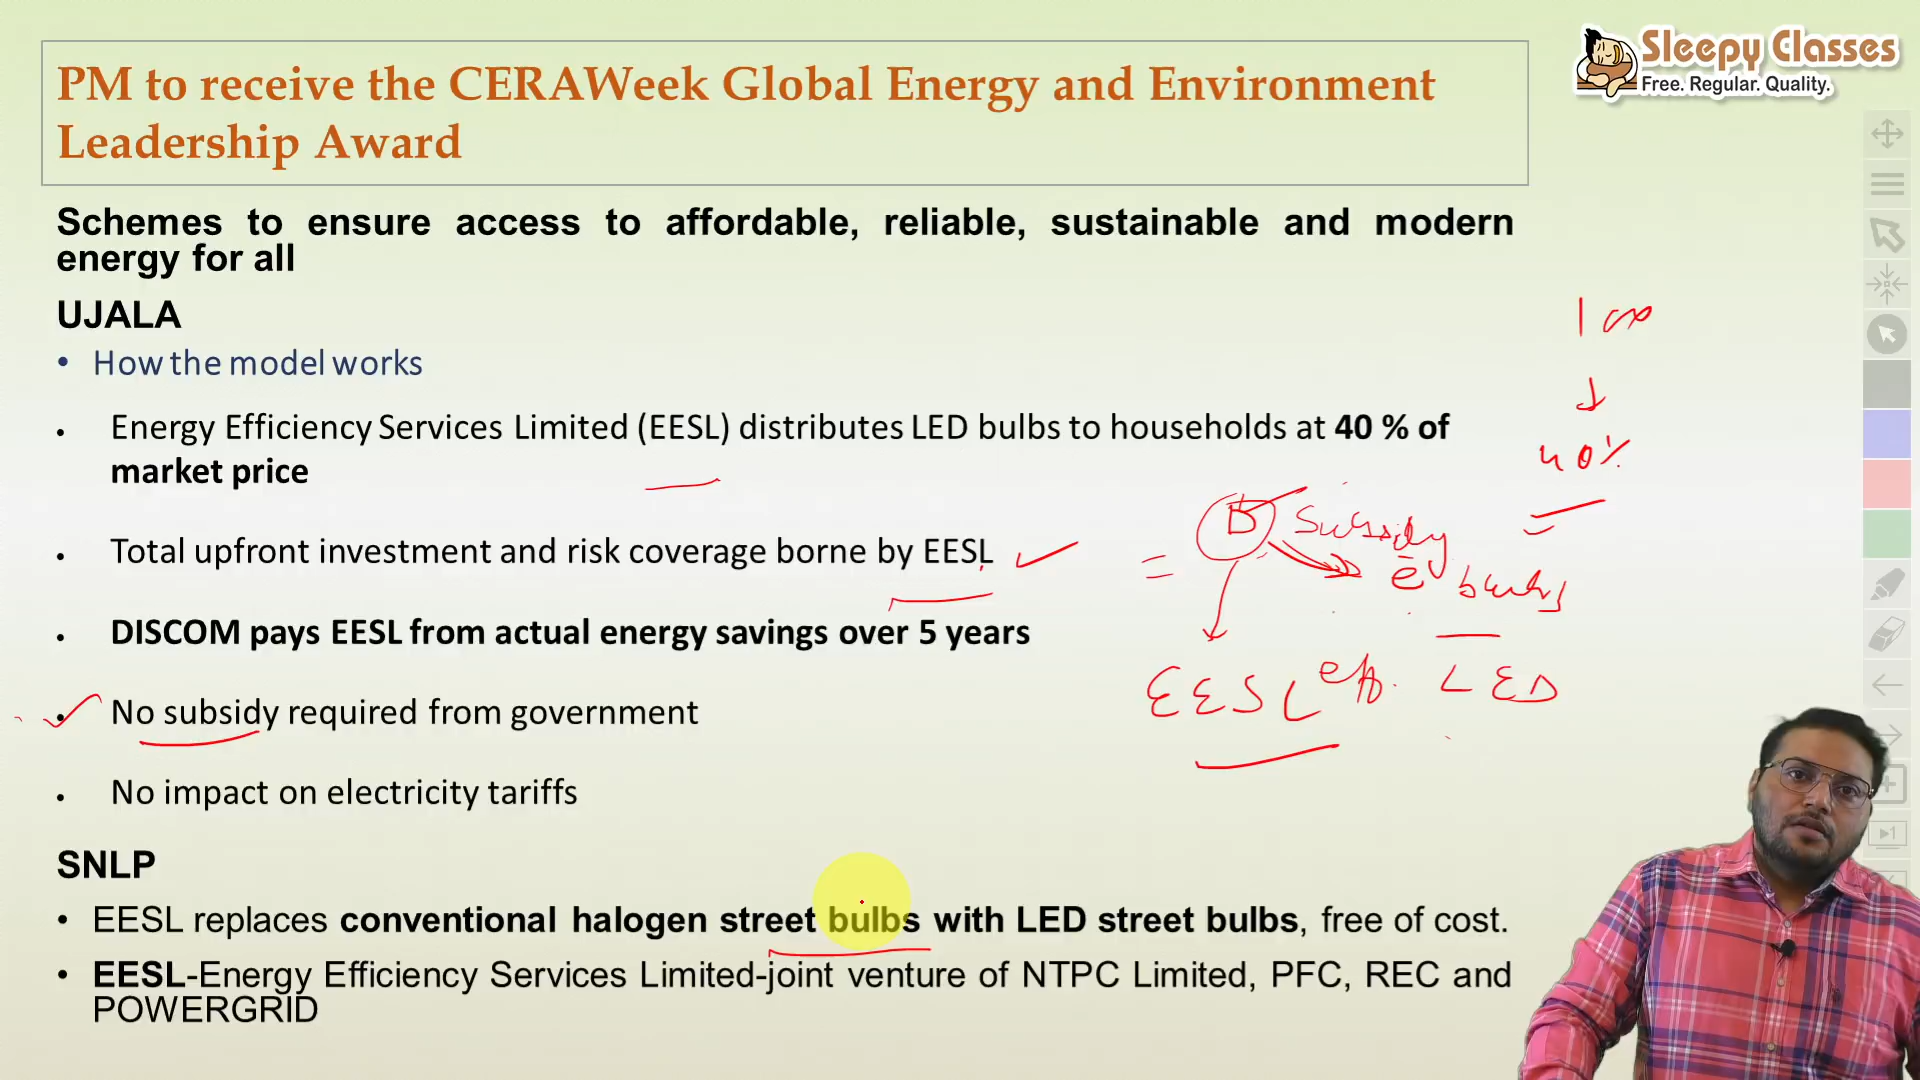 Sleepy Classes
Free. Regular. Quality.
PM to receive the CERAWeek Global Energy and Environment
Leadership Award
Schemes to ensure access to affordable, reliable, sustainable and modern
energy for all
UJALA
• How the model works
• Energy Efficiency Services Limited (EESL) distributes LED bulbs to households at 40 % of
market price
• Total upfront investment and risk coverage borne by EESL
• DISCOM pays EESL from actual energy savings over 5 years
• No subsidy required from government
• No impact on electricity tariffs
SNLP
• EESL replaces conventional halogen street bulbs with LED street bulbs, free of cost.
• EESL-Energy Efficiency Services Limited-joint venture of NTPC Limited, PFC, REC and
POWERGRID
100
40%
= D Subsidy
EESL eff. LED
1